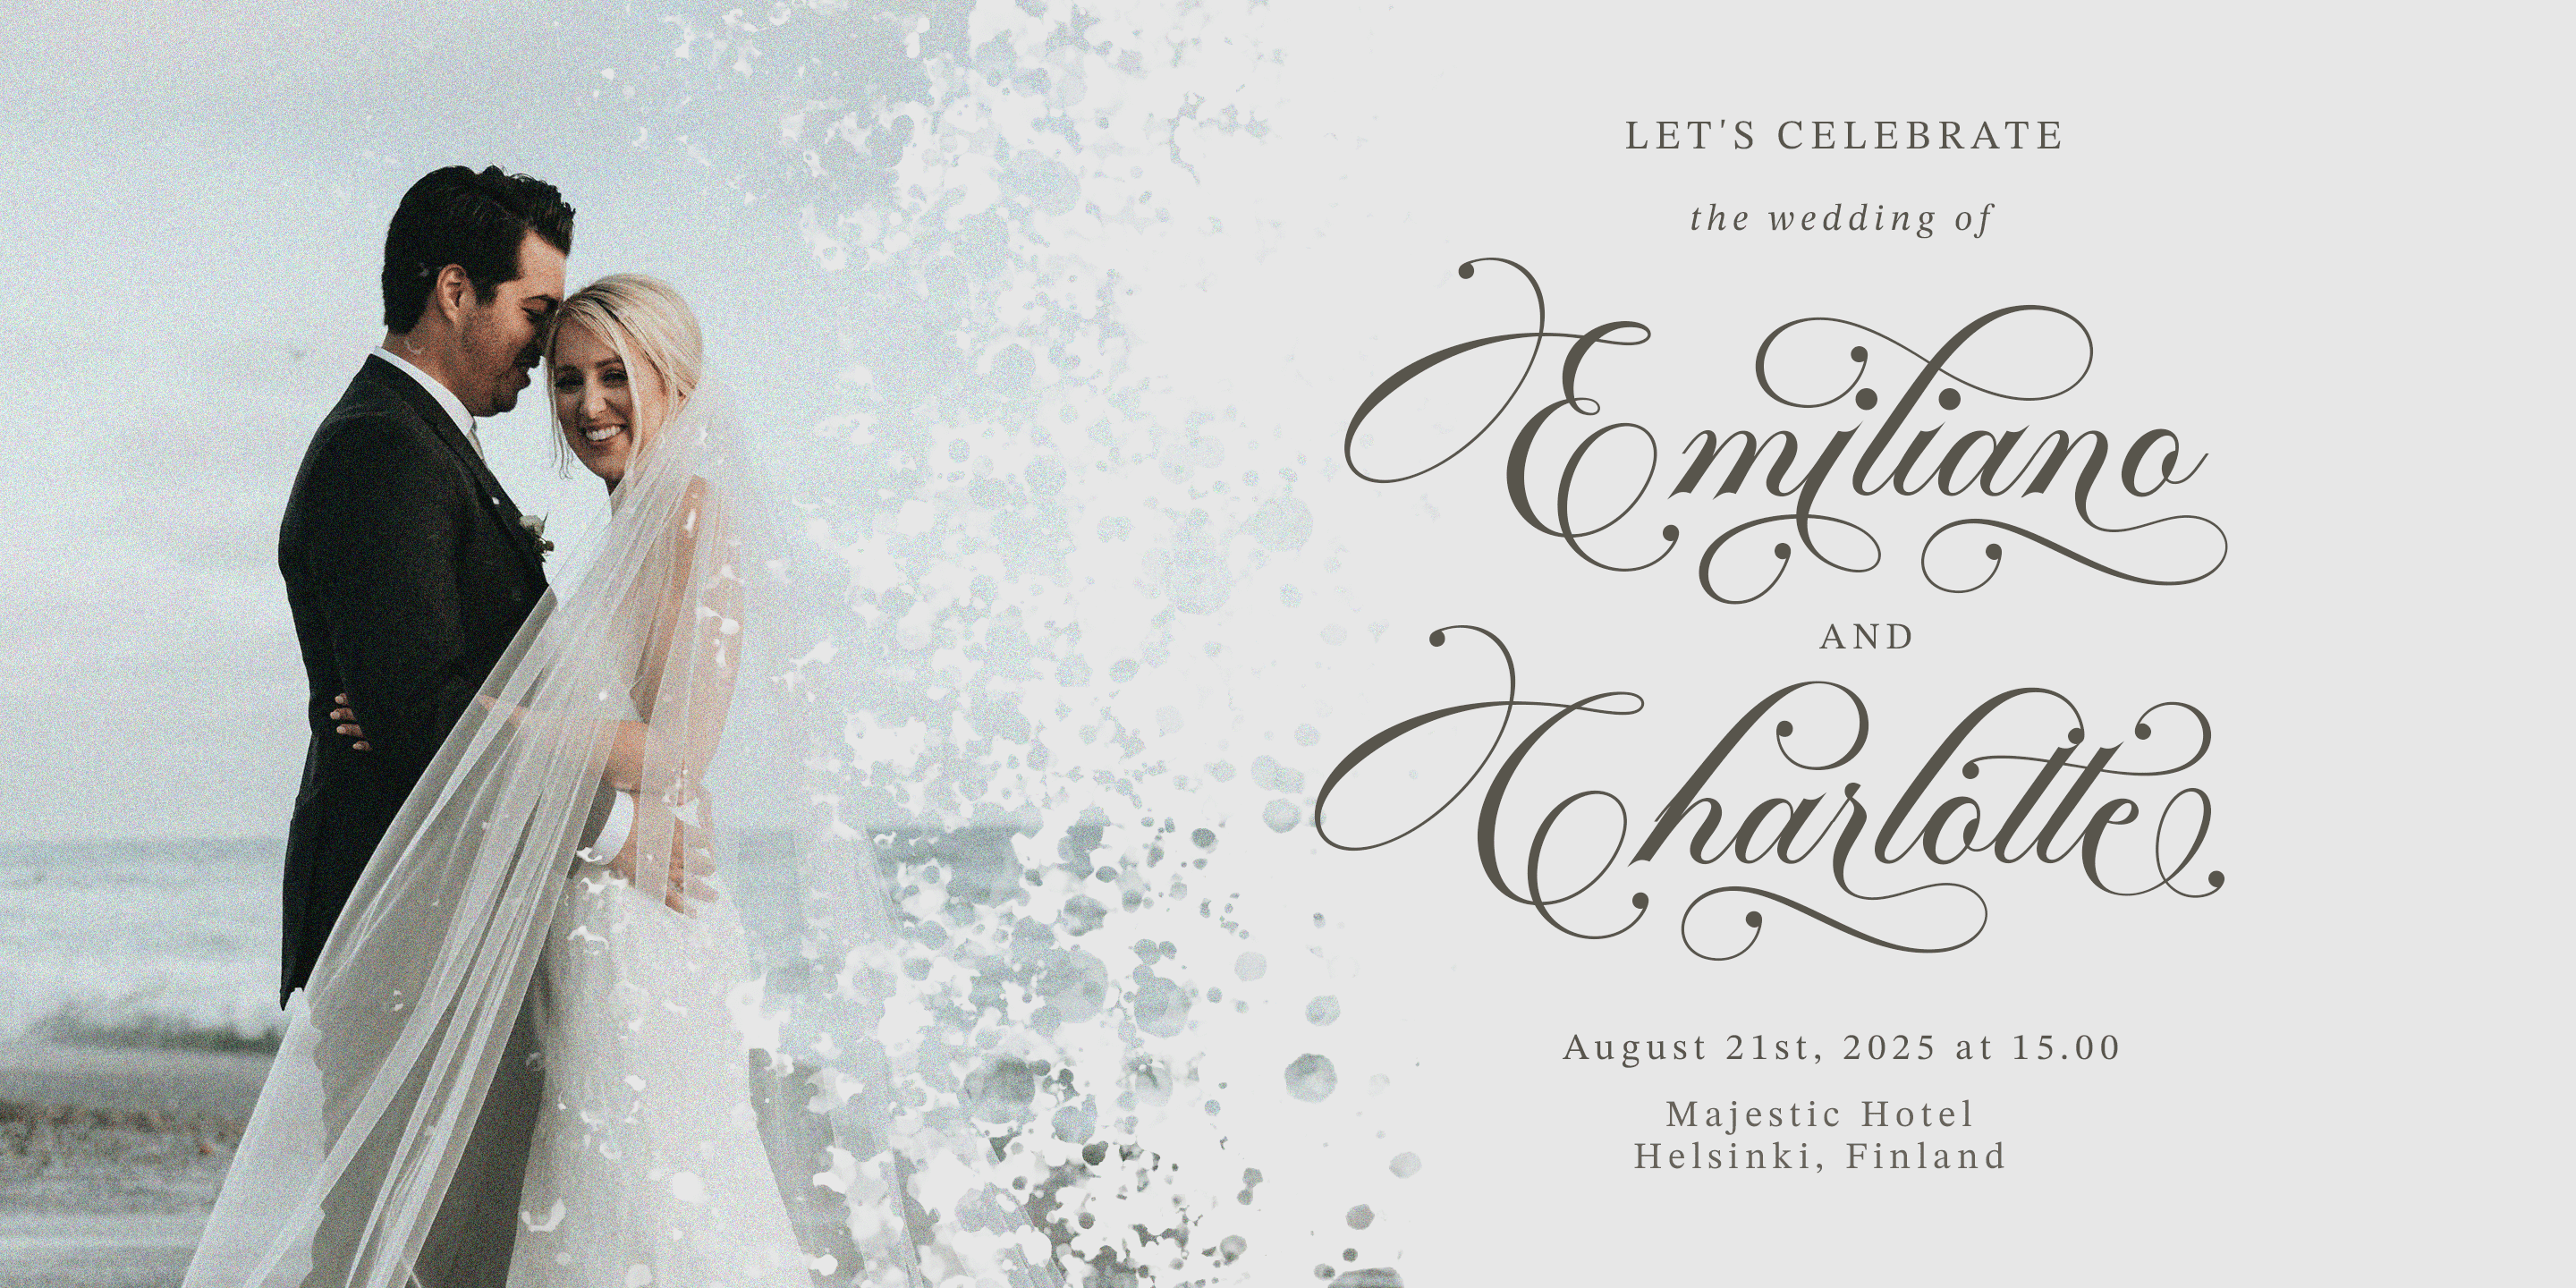 LET'S CELEBRATE
the wedding of
Emiliano
AND
Charlotte
August 21st, 2025 at 15.00
Majestic Hotel
Helsinki, Finland